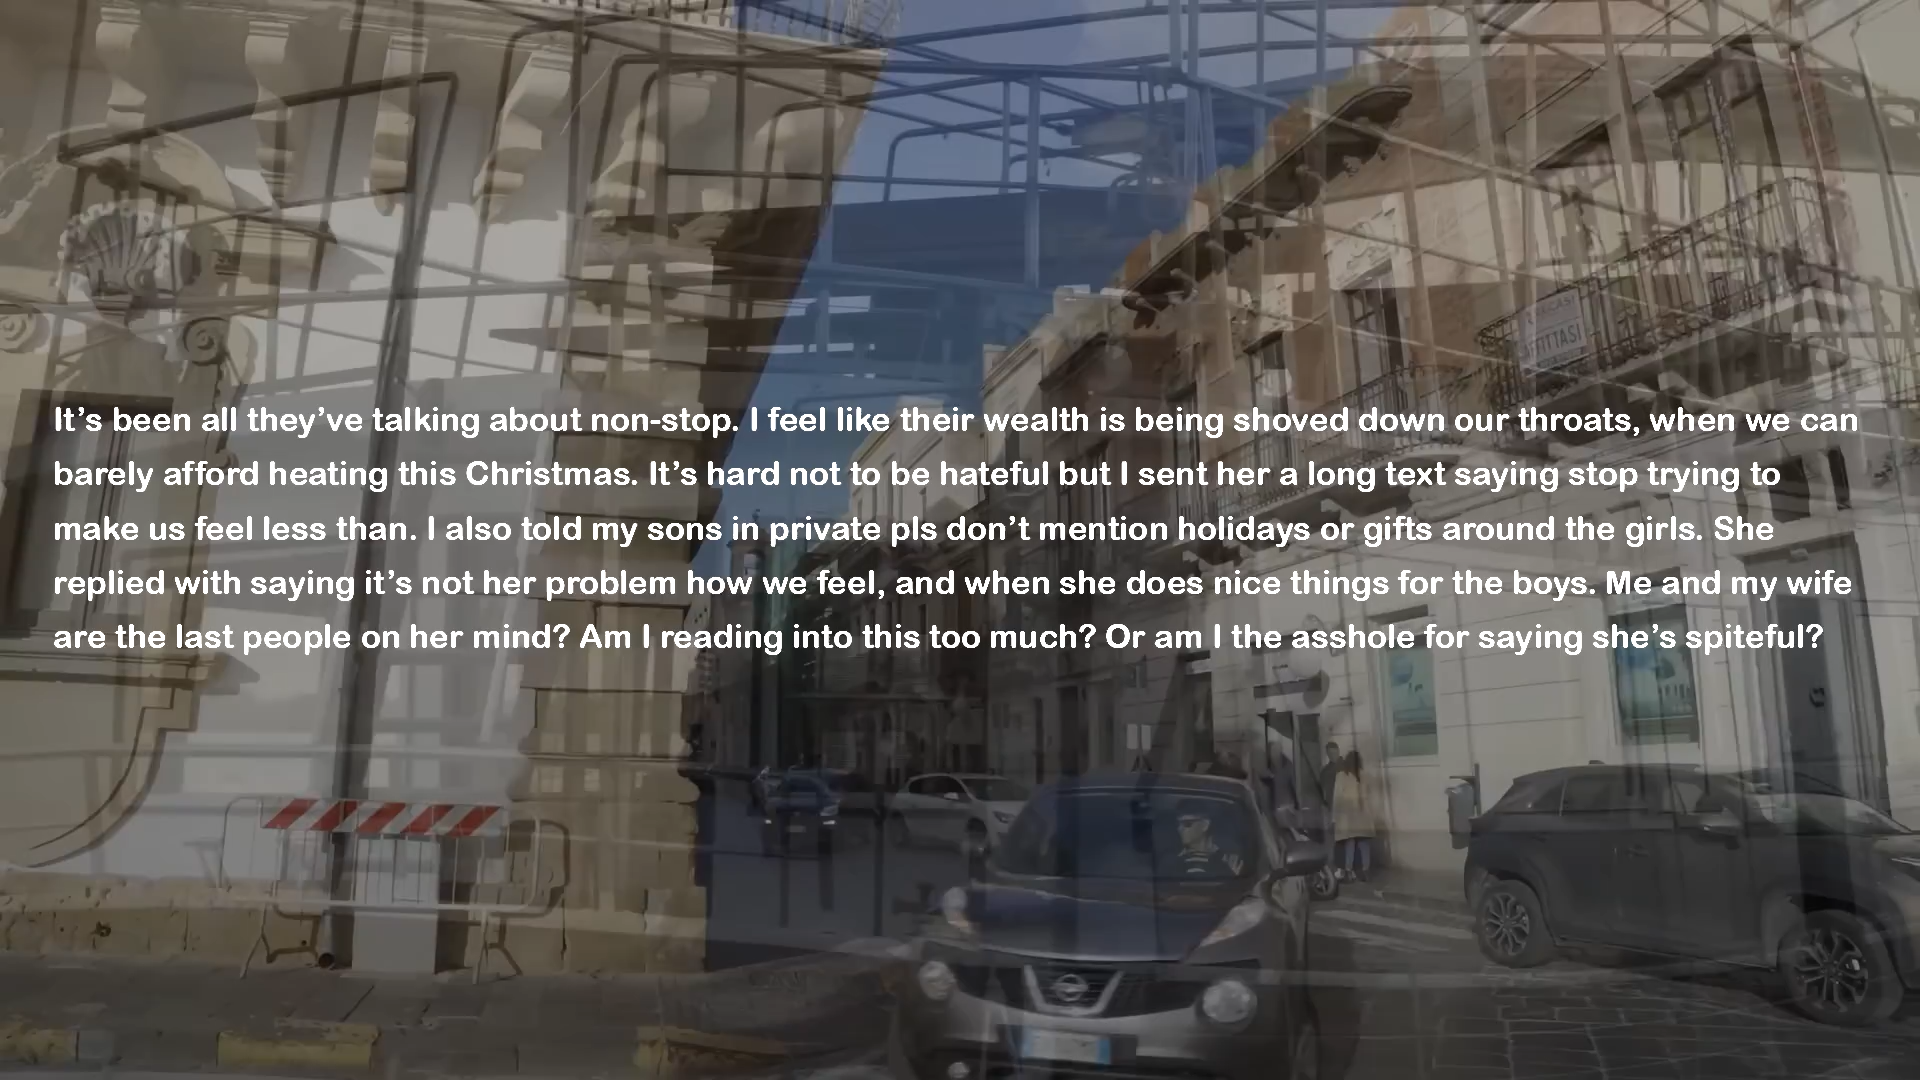 It’s been all they’ve talking about non-stop. I feel like their wealth is being shoved down our throats, when we can
barely afford heating this Christmas. It’s hard not to be hateful but I sent her a long text saying stop trying to
make us feel less than. I also told my sons in private pls don’t mention holidays or gifts around the girls. She
replied with saying it’s not her problem how we feel, and when she does nice things for the boys. Me and my wife
are the last people on her mind? Am I reading into this too much? Or am I the asshole for saying she’s spiteful?